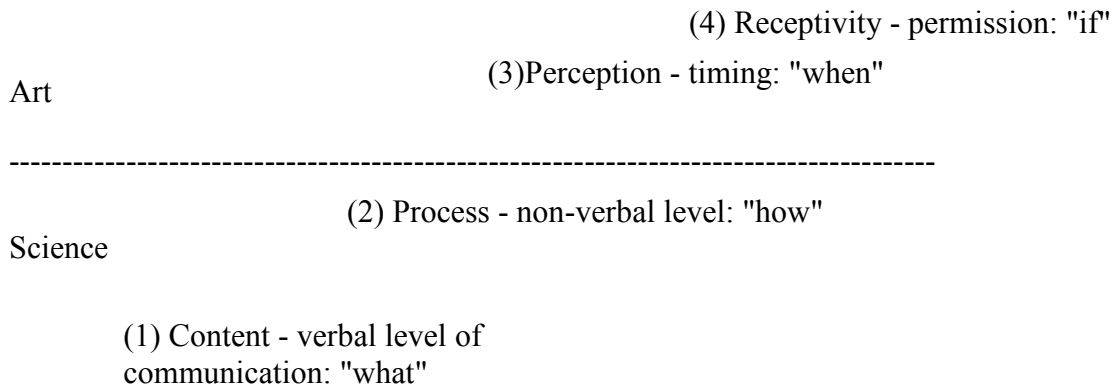 (4) Receptivity - permission: "if"
(3)Perception - timing: "when"
Art
--------------------------------------------------------------------------------------
(2) Process - non-verbal level: "how"
Science
(1) Content - verbal level of
communication: "what"